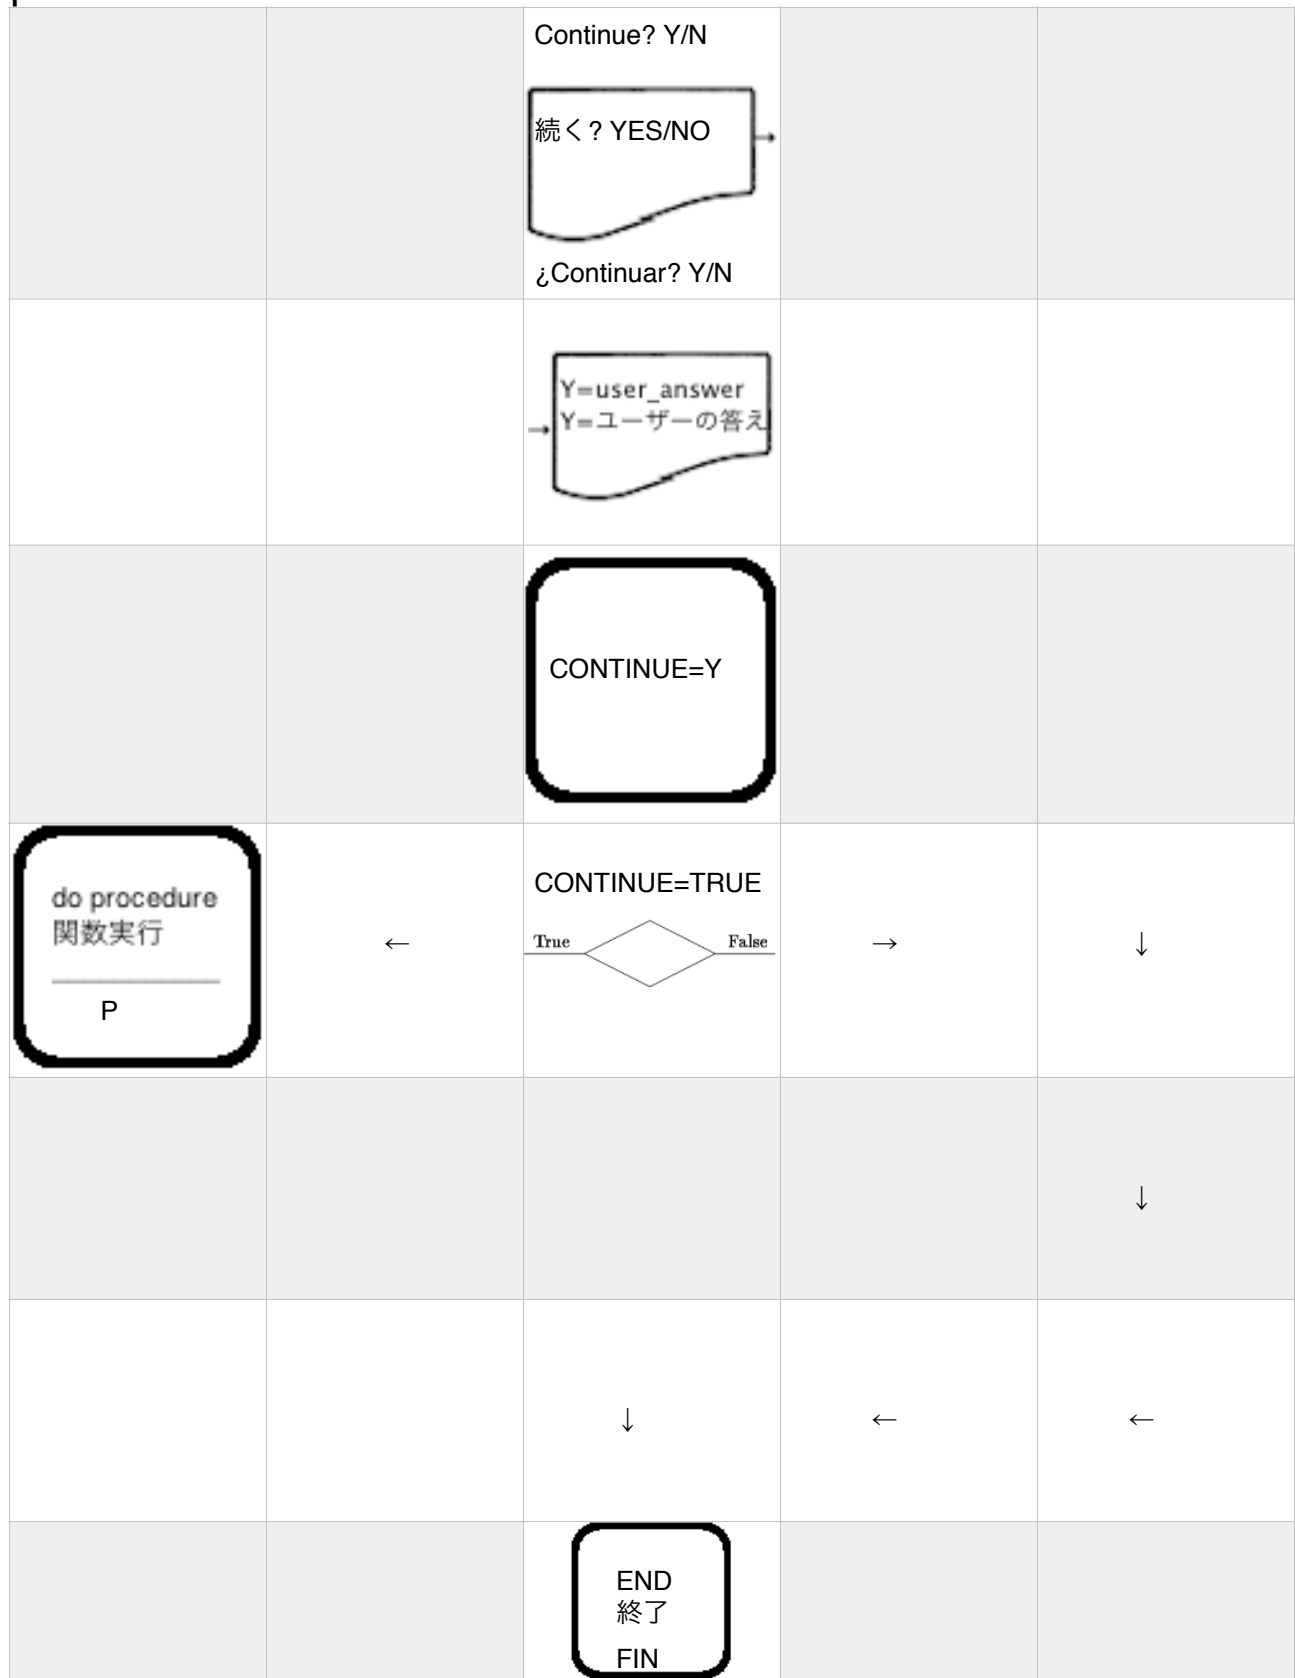 Continue? Y/N
続く? YES/NO
→
¿Continuar? Y/N
→
Y=user_answer
Y=ユーザーの答え
CONTINUE=Y
do procedure
関数実行
P
←
CONTINUE=TRUE
True
False
→
↓
↓
↓
←
←
END
終了
FIN